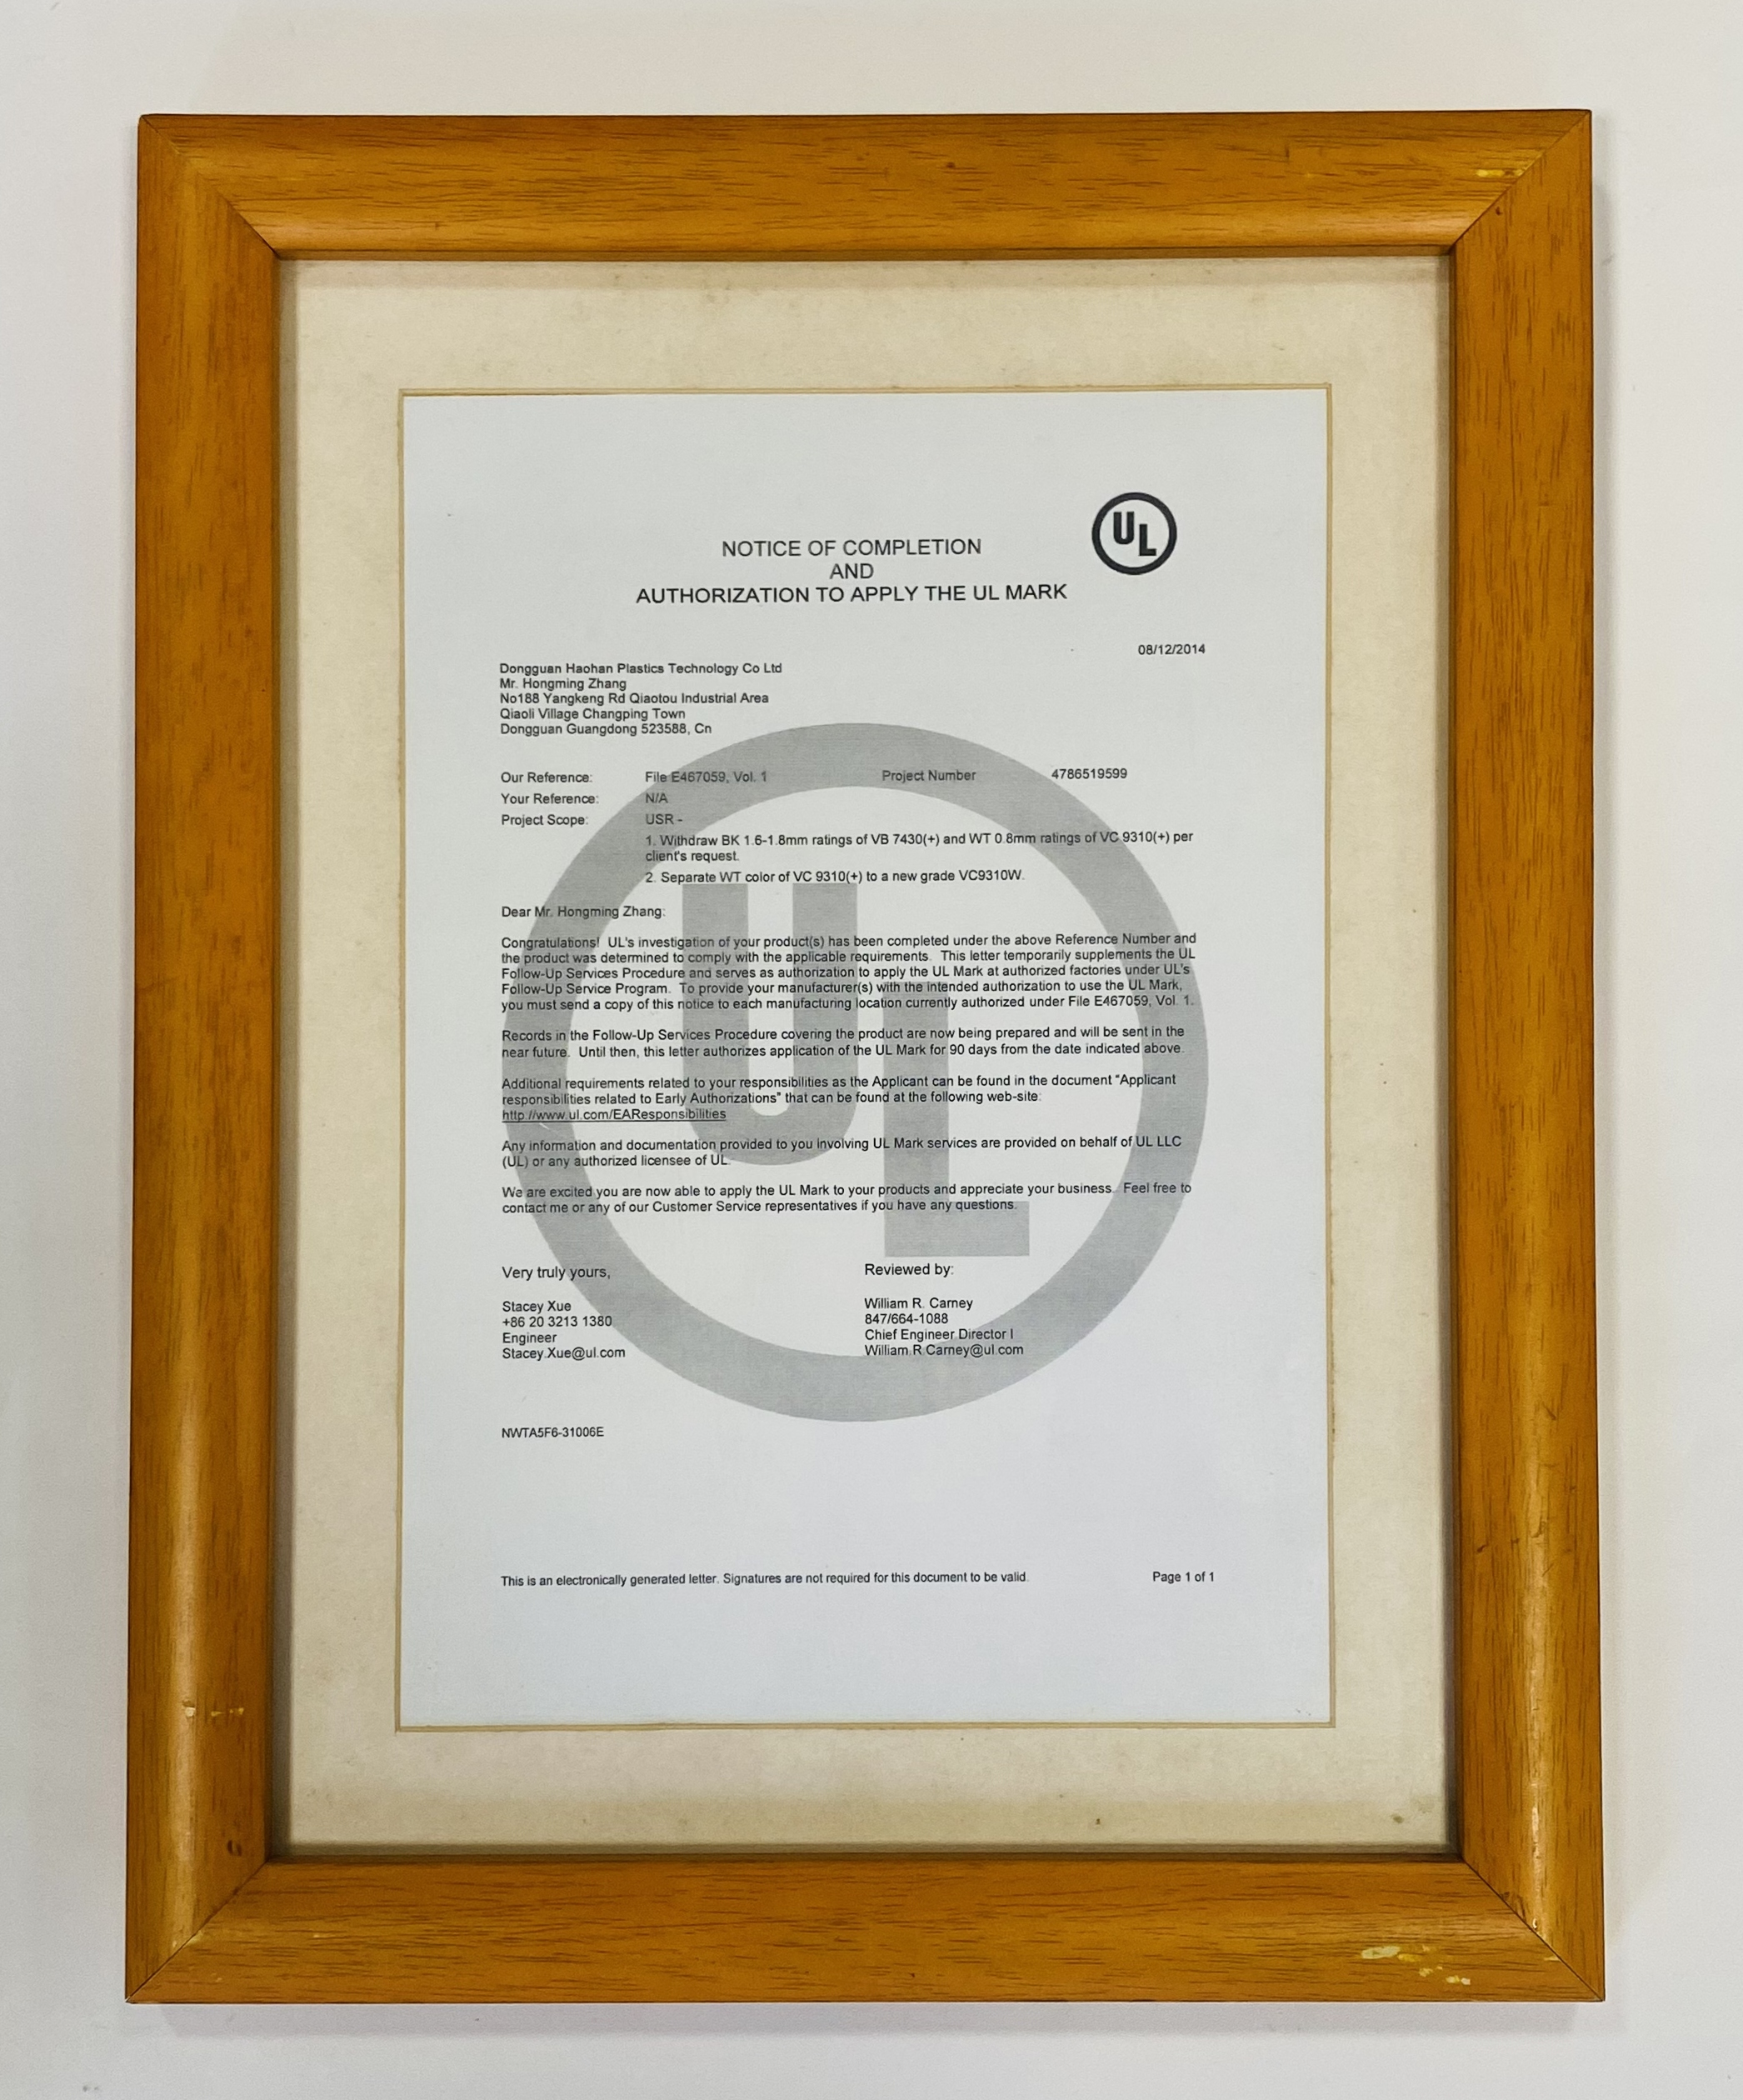 UL
NOTICE OF COMPLETION
AND
AUTHORIZATION TO APPLY THE UL MARK
08/12/2014
Dongguan Haohan Plastics Technology Co Ltd
Mr. Hongming Zhang
No188 Yangkeng Rd Qiaotou Industrial Area
Qiaoli Village Changping Town
Dongguan Guangdong 523588, Cn
Our Reference: File E467059, Vol. 1 Project Number 4786519599
Your Reference: N/A
Project Scope: USR -
1. Withdraw BK 1.6-1.8mm ratings of VB 7430(+) and WT 0.8mm ratings of VC 9310(+) per
client's request.
2. Separate WT color of VC 9310(+) to a new grade VC9310W.
Dear Mr. Hongming Zhang:
Congratulations! UL's investigation of your product(s) has been completed under the above Reference Number and
the product was determined to comply with the applicable requirements. This letter temporarily supplements the UL
Follow-Up Services Procedure and serves as authorization to apply the UL Mark at authorized factories under UL's
Follow-Up Service Program. To provide your manufacturer(s) with the intended authorization to use the UL Mark,
you must send a copy of this notice to each manufacturing location currently authorized under File E467059, Vol. 1.
Records in the Follow-Up Services Procedure covering the product are now being prepared and will be sent in the
near future. Until then, this letter authorizes application of the UL Mark for 90 days from the date indicated above.
Additional requirements related to your responsibilities as the Applicant can be found in the document "Applicant
responsibilities related to Early Authorizations" that can be found at the following web-site:
http://www.ul.com/EAResponsibilities
Any information and documentation provided to you involving UL Mark services are provided on behalf of UL LLC
(UL) or any authorized licensee of UL.
We are excited you are now able to apply the UL Mark to your products and appreciate your business. Feel free to
contact me or any of our Customer Service representatives if you have any questions.
Very truly yours, Reviewed by:
Stacey Xue William R. Carney
+86 20 3213 1380 847/664-1088
Engineer Chief Engineer Director I
Stacey.Xue@ul.com William.R.Carney@ul.com
NWTA5F6-31006E
This is an electronically generated letter. Signatures are not required for this document to be valid. Page 1 of 1
UL